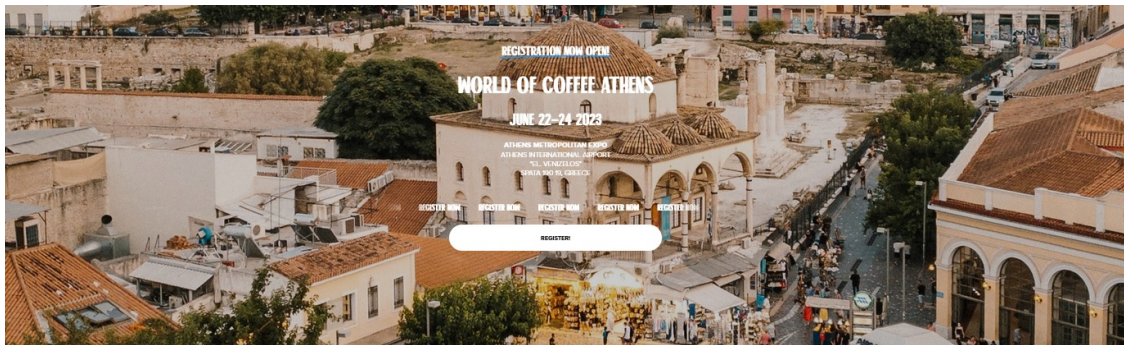 REGISTRATION NOW OPEN!
WORLD OF COFFEE ATHENS
JUNE 22–24 2023
ATHENS METROPOLITAN EXPO
ATHENS INTERNATIONAL AIRPORT
"EL. VENIZELOS"
SPATA 190 19, GREECE
REGISTER NOW REGISTER NOW REGISTER NOW REGISTER NOW REGISTER NOW
REGISTER!